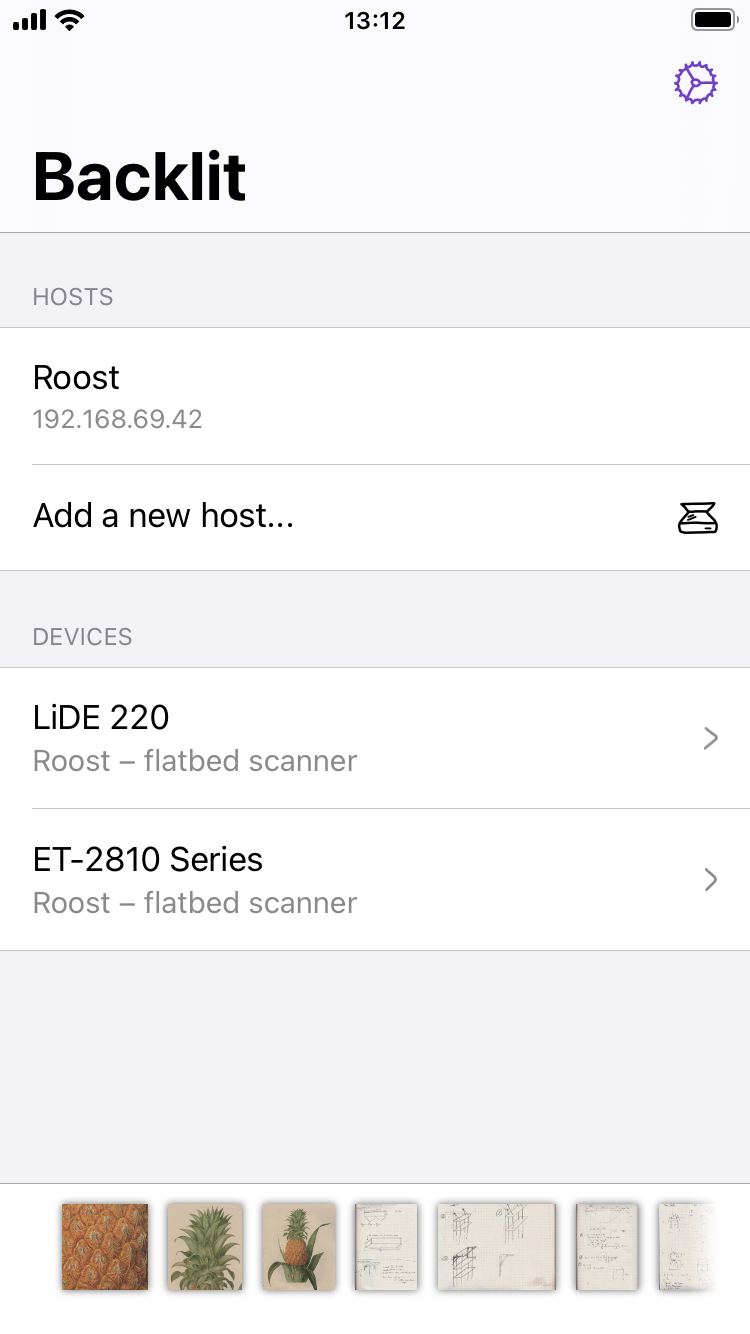 13:12
Backlit
HOSTS
Roost
192.168.69.42
Add a new host...
DEVICES
LiDE 220
Roost – flatbed scanner
ET-2810 Series
Roost – flatbed scanner